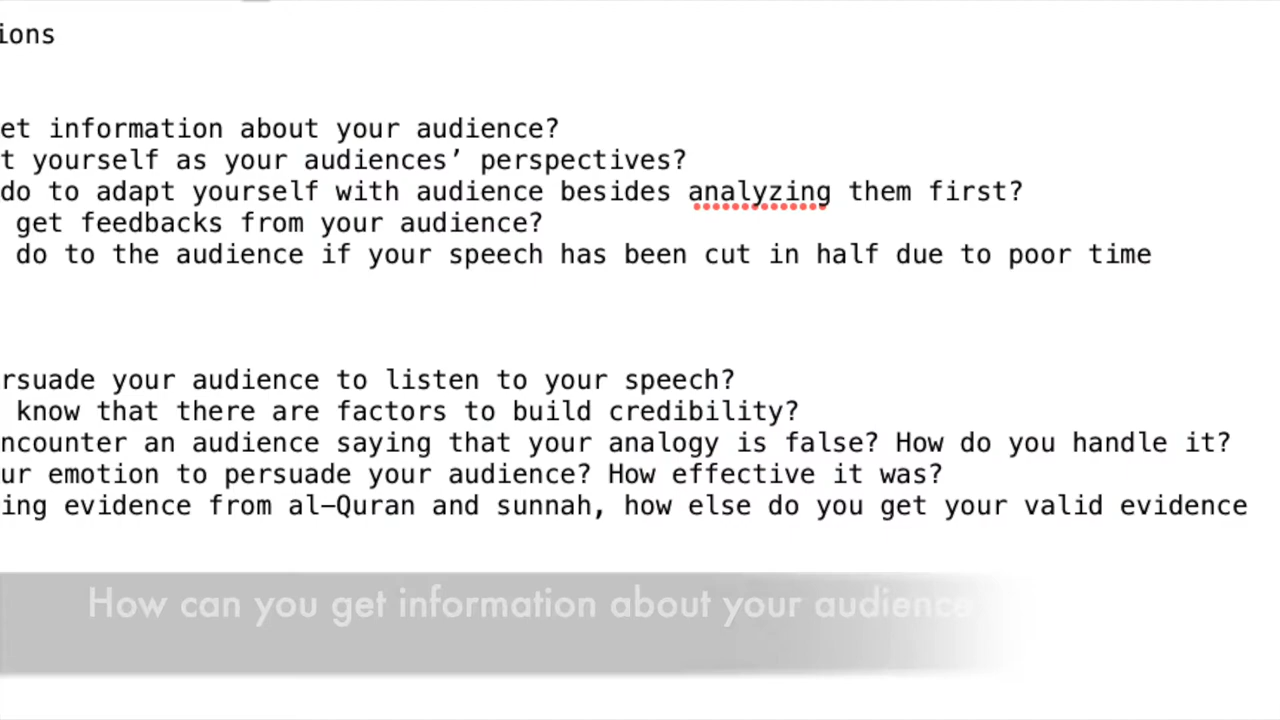 ions
et information about your audience?
t yourself as your audiences’ perspectives?
do to adapt yourself with audience besides analyzing them first?
get feedbacks from your audience?
do to the audience if your speech has been cut in half due to poor time
rsuade your audience to listen to your speech?
know that there are factors to build credibility?
ncounter an audience saying that your analogy is false? How do you handle it?
ur emotion to persuade your audience? How effective it was?
ing evidence from al-Quran and sunnah, how else do you get your valid evidence
How can you get information about your audience